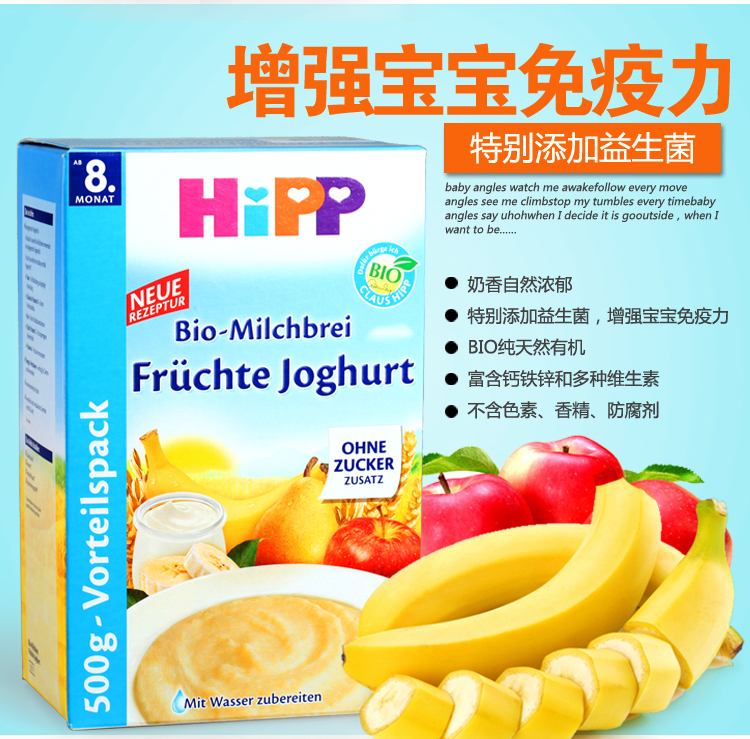 增强宝宝免疫力
特别添加益生菌
baby angles watch me awakefollow every move
angles see me climbstop my tumbles every timebaby
angles say uhohwhen I decide it is gooutside , when I
want to be......
奶香自然浓郁
特别添加益生菌，增强宝宝免疫力
BIO纯天然有机
富含钙铁锌和多种维生素
不含色素、香精、防腐剂
AB
8.
MONAT
HiPP
Dafür bürge ich
BIO
CLAUS HIPP
NEUE
REZEPTUR
Bio-Milchbrei
Früchte Joghurt
OHNE
ZUCKER
ZUSATZ
500g - Vorteilspack
Mit Wasser zubereiten